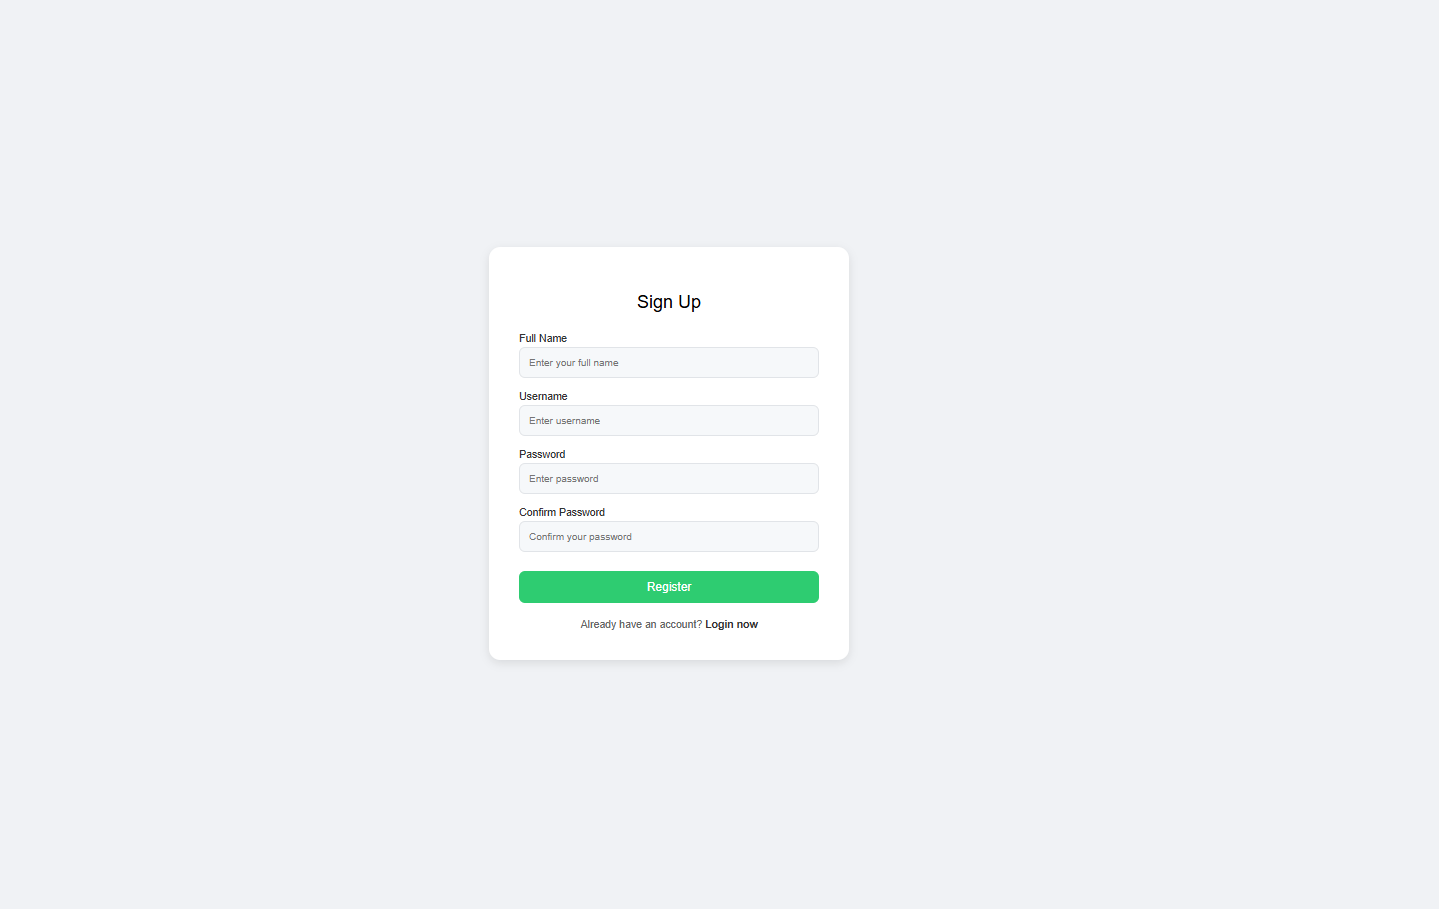 Sign Up
Full Name
Enter your full name
Username
Enter username
Password
Enter password
Confirm Password
Confirm your password
Register
Already have an account? Login now